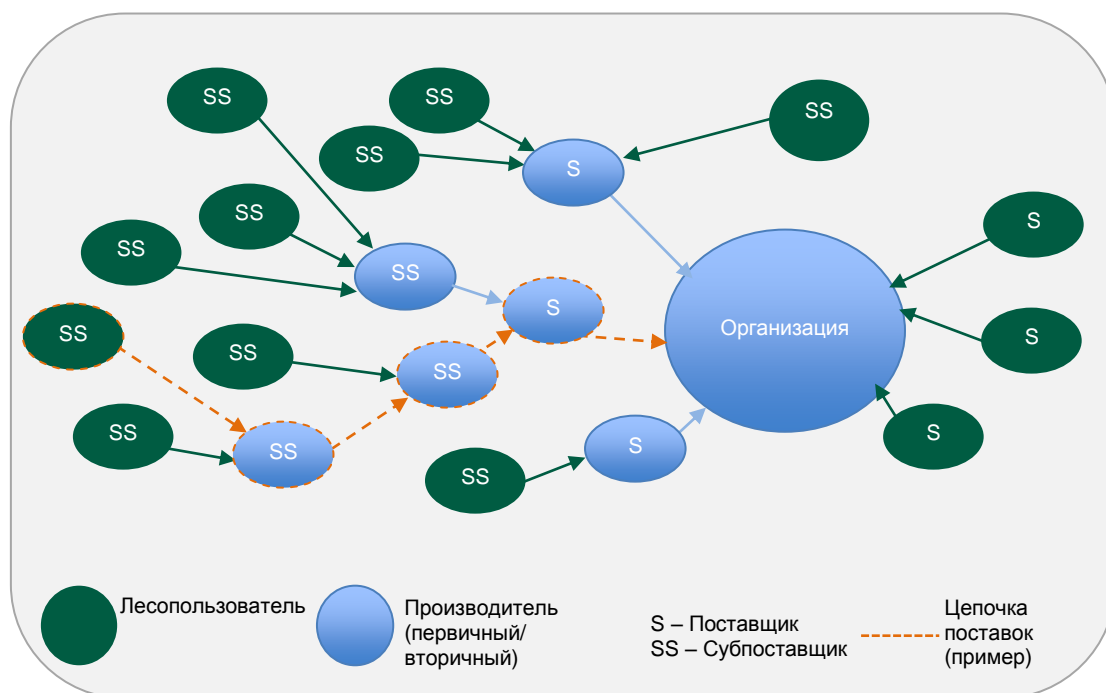 SS
SS
SS
SS
S
SS
S
SS
SS
S
SS
Организация
SS
SS
S
SS
SS
SS
S
S
SS
Лесопользователь
Производитель
(первичный/
вторичный)
S – Поставщик
SS – Субпоставщик
Цепочка
поставок
(пример)